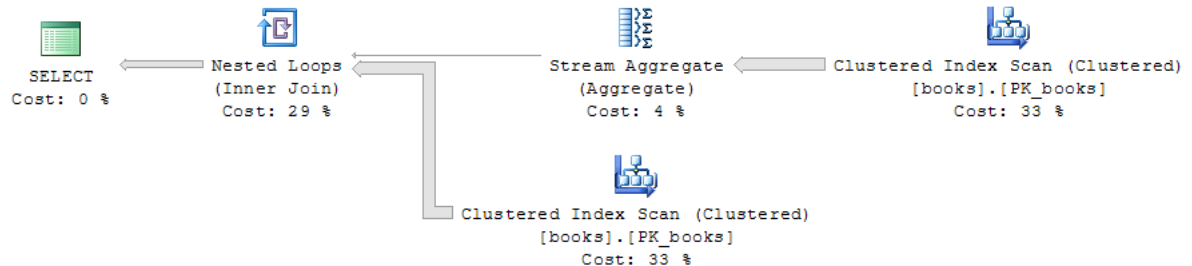 SELECT
Cost: 0 %
Nested Loops
(Inner Join)
Cost: 29 %
Stream Aggregate
(Aggregate)
Cost: 4 %
Clustered Index Scan (Clustered)
[books].[PK_books]
Cost: 33 %
Clustered Index Scan (Clustered)
[books].[PK_books]
Cost: 33 %